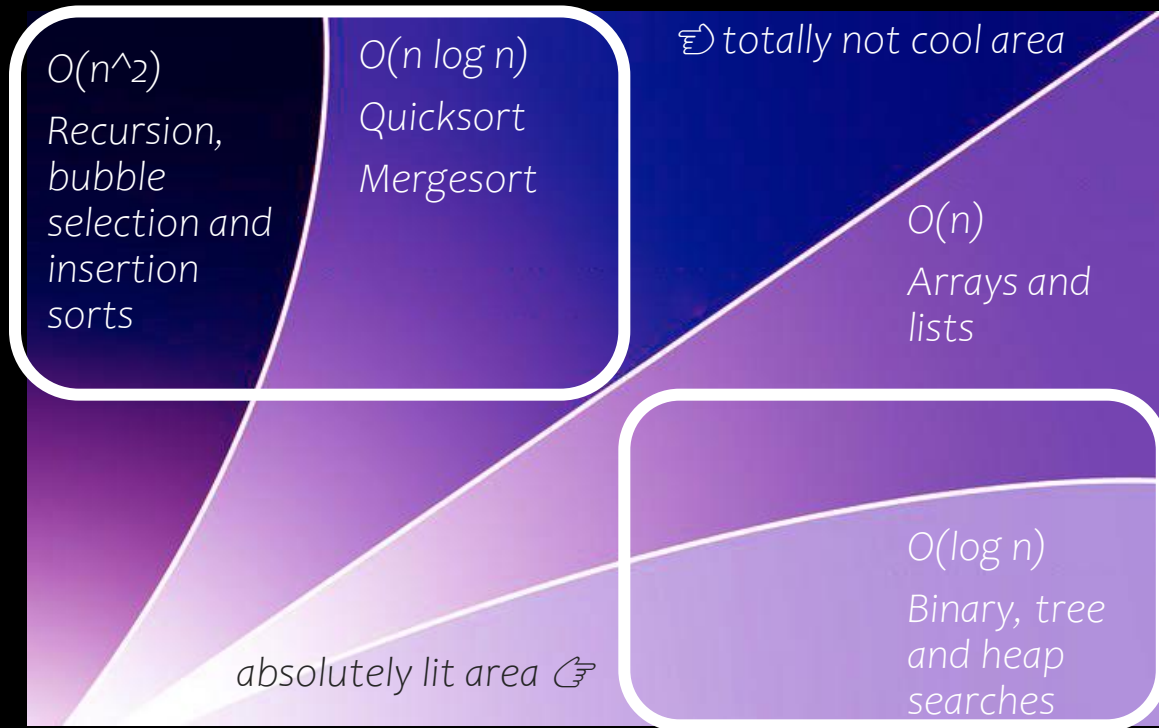 O(n^2)
Recursion,
bubble
selection and
insertion
sorts
O(n log n)
Quicksort
Mergesort
☜ totally not cool area
O(n)
Arrays and
lists
O(log n)
Binary, tree
and heap
searches
absolutely lit area ☞